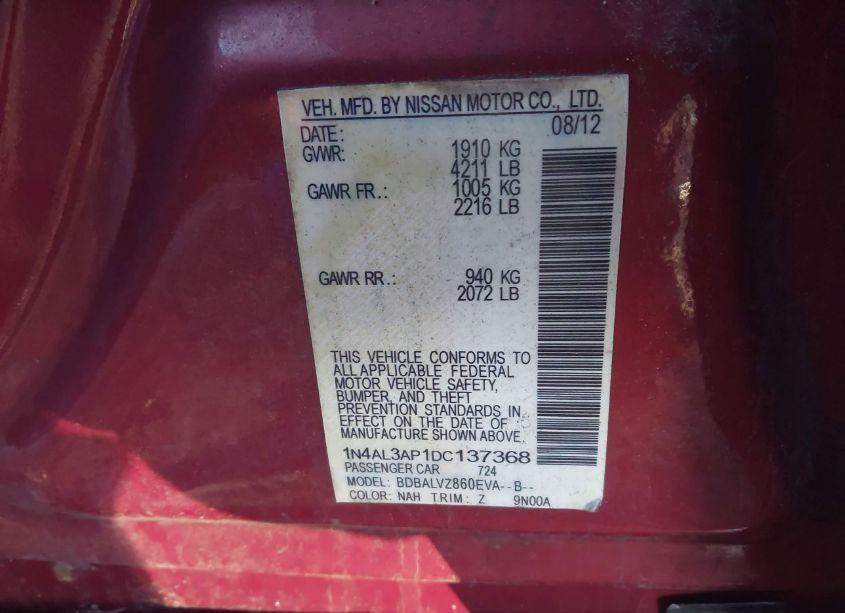 VEH. MFD. BY NISSAN MOTOR CO., LTD.
DATE: 08/12
GVWR: 1910 KG
4211 LB
GAWR FR.: 1005 KG
2216 LB
GAWR RR.: 940 KG
2072 LB
THIS VEHICLE CONFORMS TO
ALL APPLICABLE FEDERAL
MOTOR VEHICLE SAFETY,
BUMPER, AND THEFT
PREVENTION STANDARDS IN
EFFECT ON THE DATE OF
MANUFACTURE SHOWN ABOVE.
1N4AL3AP1DC137368
PASSENGER CAR 724
MODEL: BDBALVZ860EVA--B--
COLOR: NAH TRIM: Z 9N00A